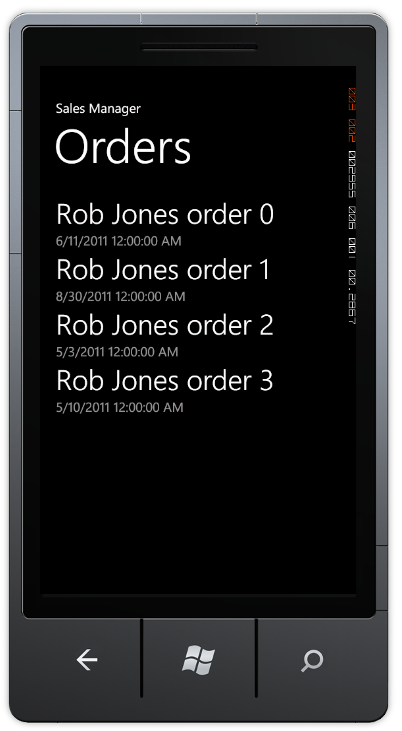 Sales Manager
Orders
Rob Jones order 0
6/11/2011 12:00:00 AM
Rob Jones order 1
8/30/2011 12:00:00 AM
Rob Jones order 2
5/3/2011 12:00:00 AM
Rob Jones order 3
5/10/2011 12:00:00 AM